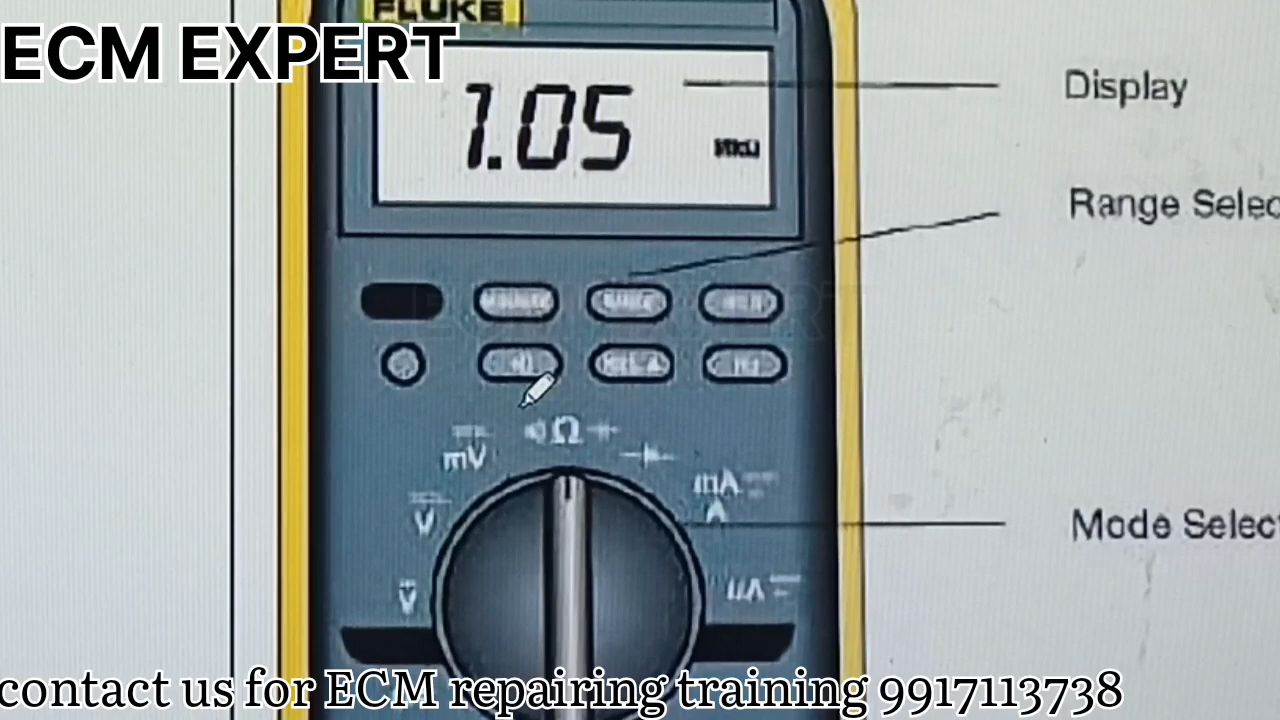 FLUKE
ECM EXPERT
1.05
Display
Range Selec
mV
Ω
V
mA
A
V
µA
Mode Select
contact us for ECM repairing training 9917113738